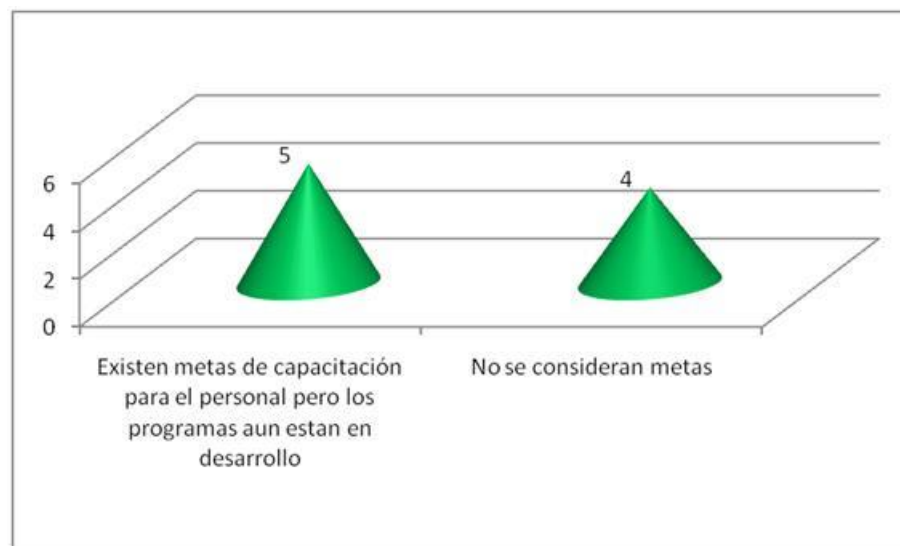 5
4
6
4
2
0
Existen metas de capacitación
para el personal pero los
programas aun estan en
desarrollo
No se consideran metas